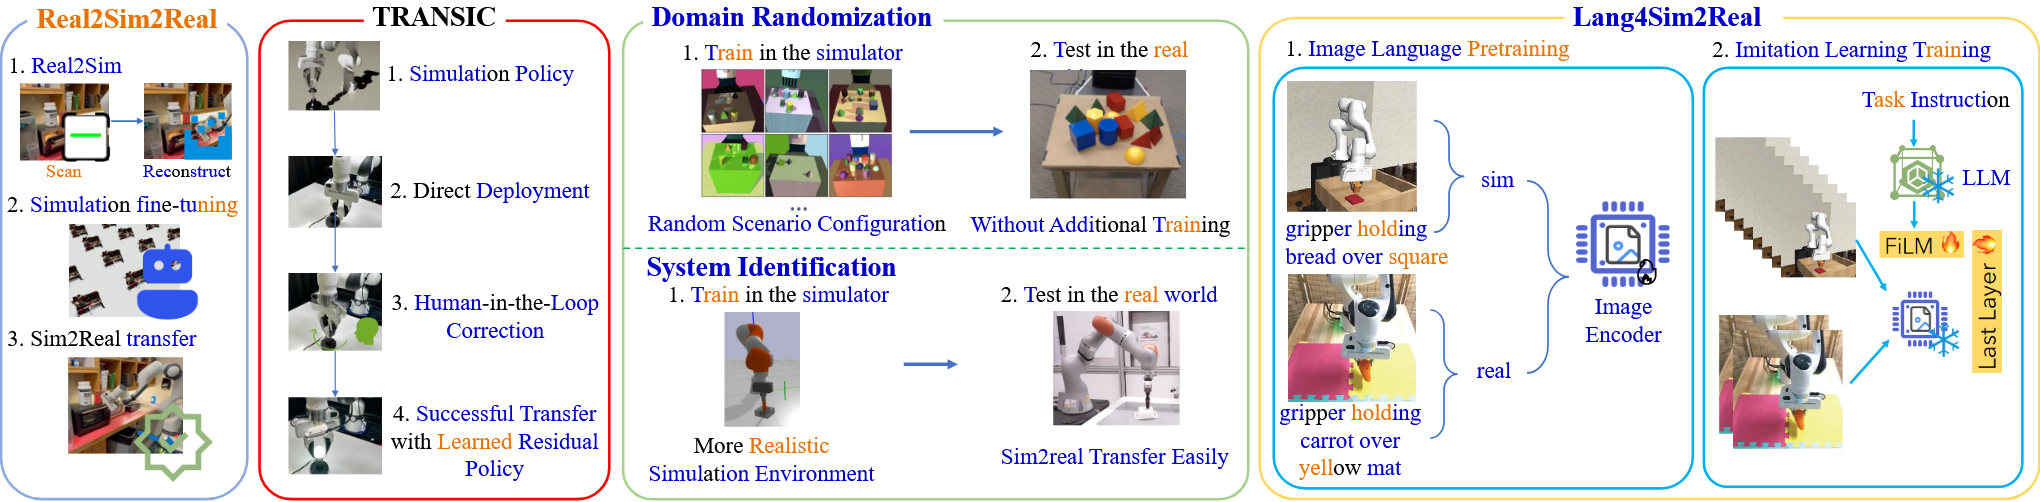 Real2Sim2Real
1. Real2Sim
Scan
Reconstruct
2. Simulation fine-tuning
3. Sim2Real transfer
TRANSIC
1. Simulation Policy
2. Direct Deployment
3. Human-in-the-Loop
Correction
4. Successful Transfer
with Learned Residual
Policy
Domain Randomization
1. Train in the simulator
...
Random Scenario Configuration
2. Test in the real
Without Additional Training
System Identification
1. Train in the simulator
More Realistic
Simulation Environment
2. Test in the real world
Sim2real Transfer Easily
Lang4Sim2Real
1. Image Language Pretraining
gripper holding
bread over square
sim
gripper holding
carrot over
yellow mat
real
Image
Encoder
2. Imitation Learning Training
Task Instruction
LLM
FiLM
Last Layer